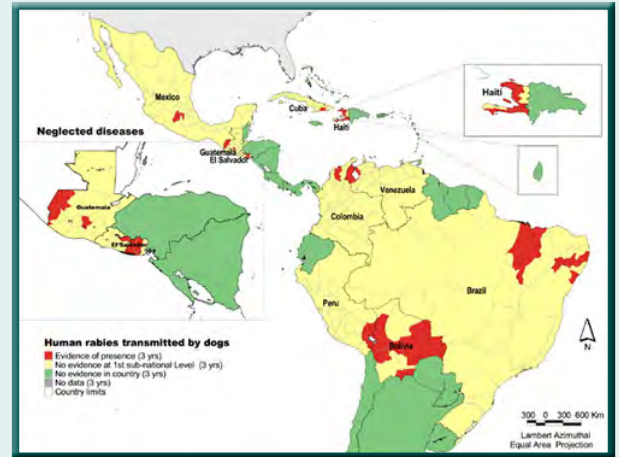 Mexico
Cuba
Haiti
Haiti
Neglected diseases
Guatemala
El Salvador
Guatemala
El Salvador
Venezuela
Colombia
Brazil
Peru
Bolivia
Human rabies transmitted by dogs
Evidence of presence (3 yrs)
No evidence at 1st sub-national Level (3 yrs)
No evidence in country (3 yrs)
No data (3 yrs)
Country limits
N
300 0 300 600 Km
Lambert Azimuthal
Equal Area Projection